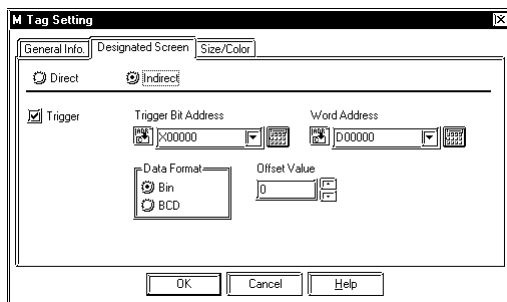 M Tag Setting
General Info. Designated Screen Size/Color
Direct Indirect
Trigger Trigger Bit Address Word Address
X00000 D00000
Data Format Offset Value
Bin 0
BCD
OK Cancel Help